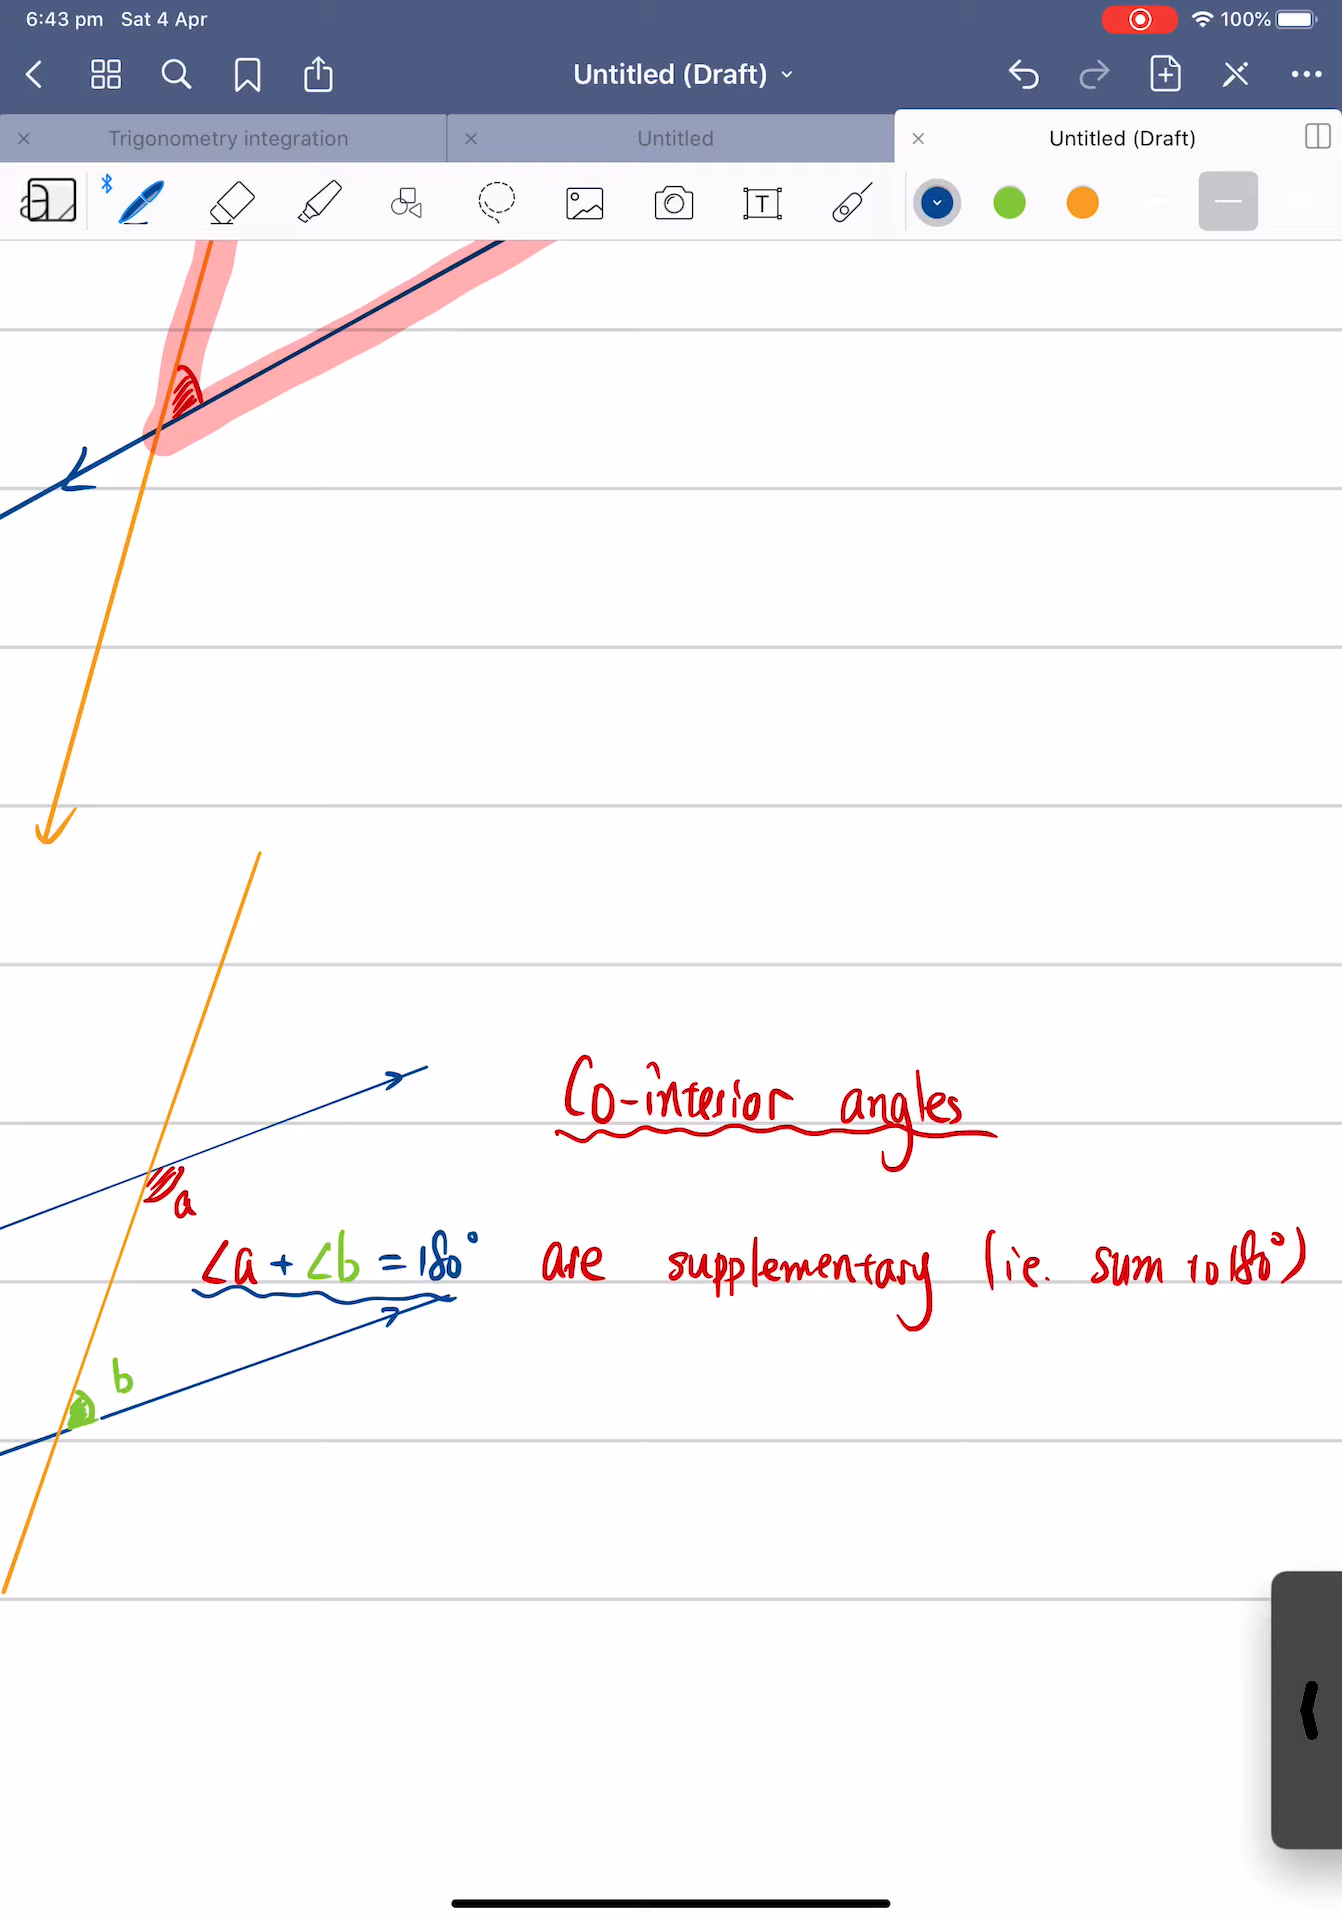 6:43 pm Sat 4 Apr 100%
Untitled (Draft)
Trigonometry integration Untitled Untitled (Draft)
T
Co-interior angles
a
∠a + ∠b = 180° are supplementary (ie. sum to 180°)
b